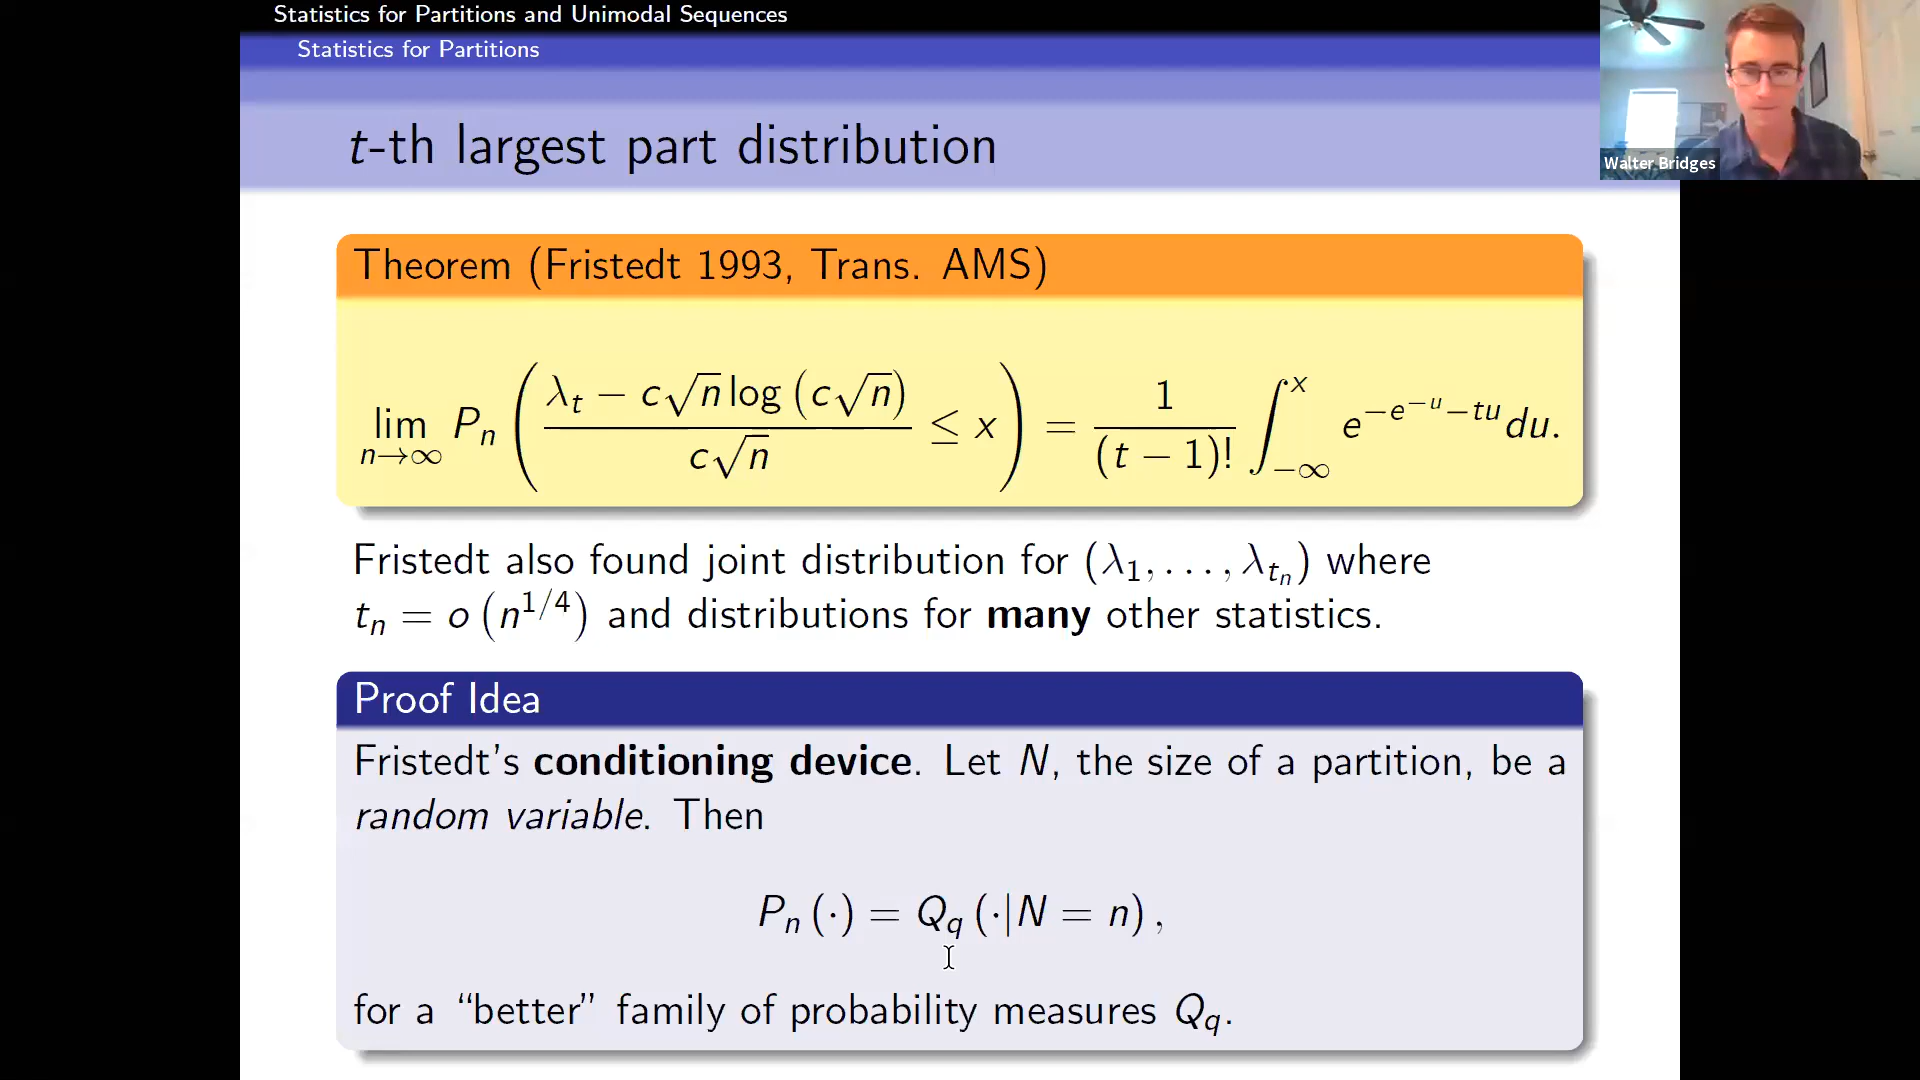 Statistics for Partitions and Unimodal Sequences
Statistics for Partitions
t-th largest part distribution
Walter Bridges
Theorem (Fristedt 1993, Trans. AMS)
lim_{n→∞} P_n ( (λ_t − c√n log (c√n)) / (c√n) ≤ x ) = 1/(t − 1)! ∫_{−∞}^{x} e^{−e^{−u}−tu} du.
Fristedt also found joint distribution for (λ_1, . . . , λ_{t_n}) where
t_n = o (n^{1/4}) and distributions for many other statistics.
Proof Idea
Fristedt's conditioning device. Let N, the size of a partition, be a
random variable. Then
P_n (·) = Q_q (·|N = n) ,
for a “better” family of probability measures Q_q.